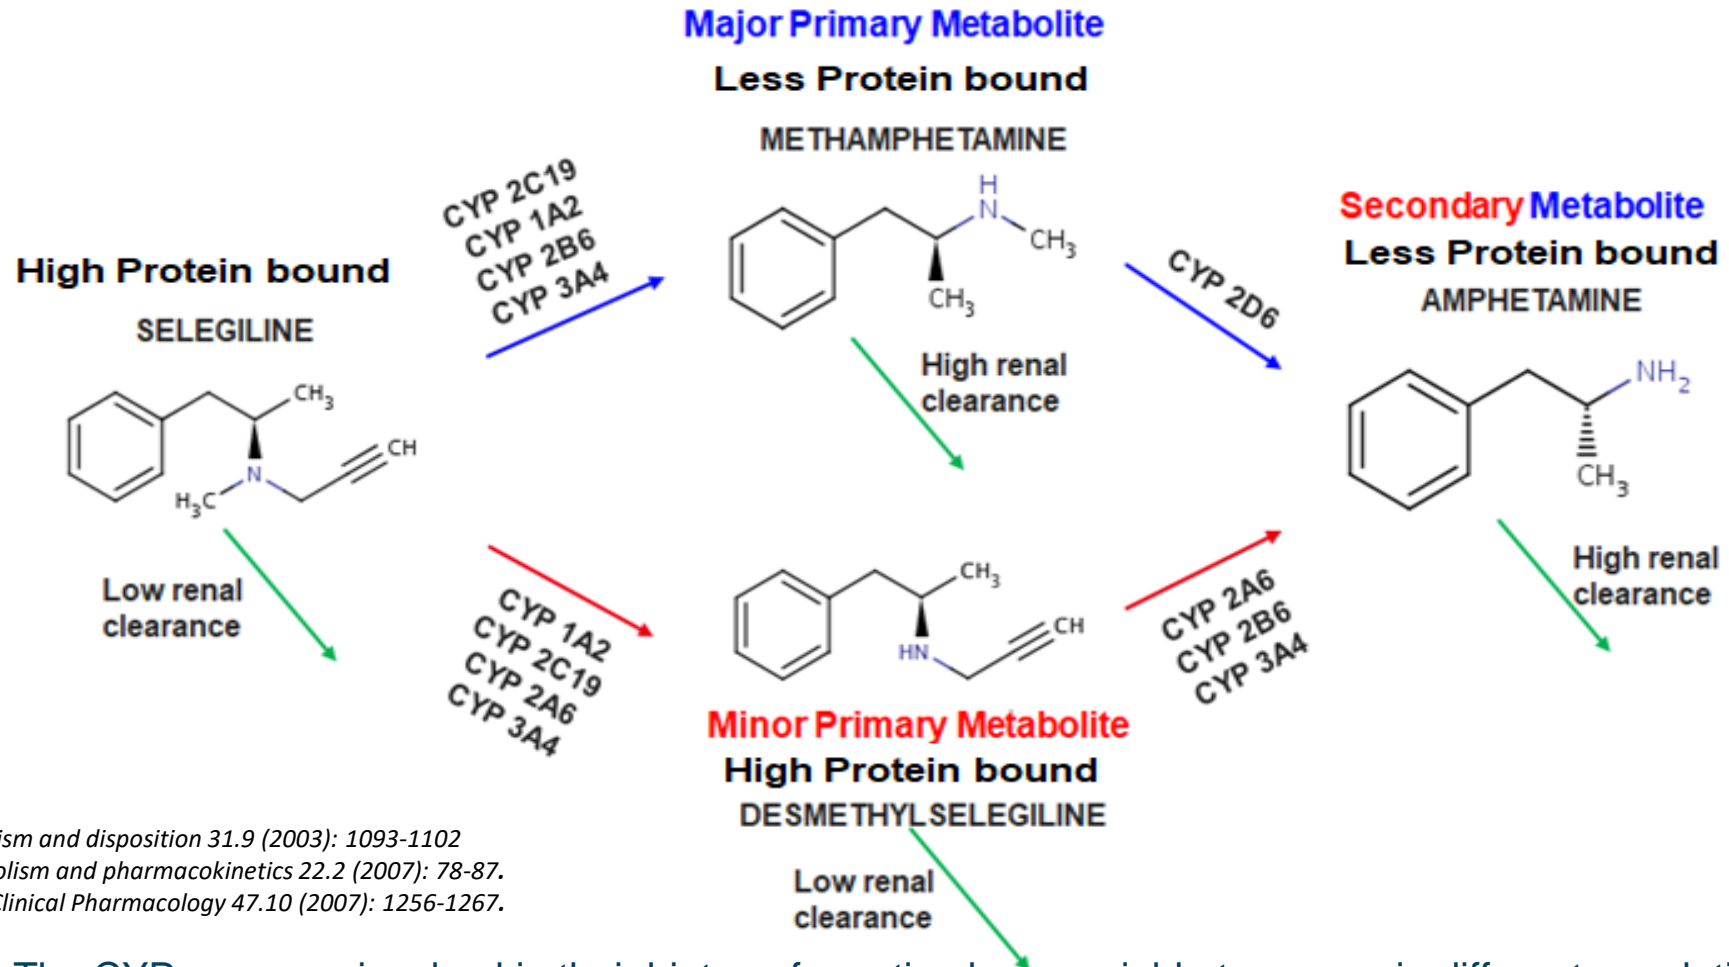 Major Primary Metabolite
Less Protein bound
METHAMPHETAMINE
CYP 2C19
CYP 1A2
CYP 2B6
CYP 3A4
H
N
CH3
CH3
Secondary Metabolite
Less Protein bound
AMPHETAMINE
CYP 2D6
High Protein bound
SELEGILINE
High renal
clearance
CH3
CH
N
H3C
NH2
CH3
Low renal
clearance
CYP 1A2
CYP 2C19
CYP 2A6
CYP 3A4
CH3
CH
HN
CYP 2A6
CYP 2B6
CYP 3A4
High renal
clearance
Minor Primary Metabolite
High Protein bound
DESMETHYLSELEGILINE
Low renal
clearance
ism and disposition 31.9 (2003): 1093-1102
olism and pharmacokinetics 22.2 (2007): 78-87.
Clinical Pharmacology 47.10 (2007): 1256-1267.